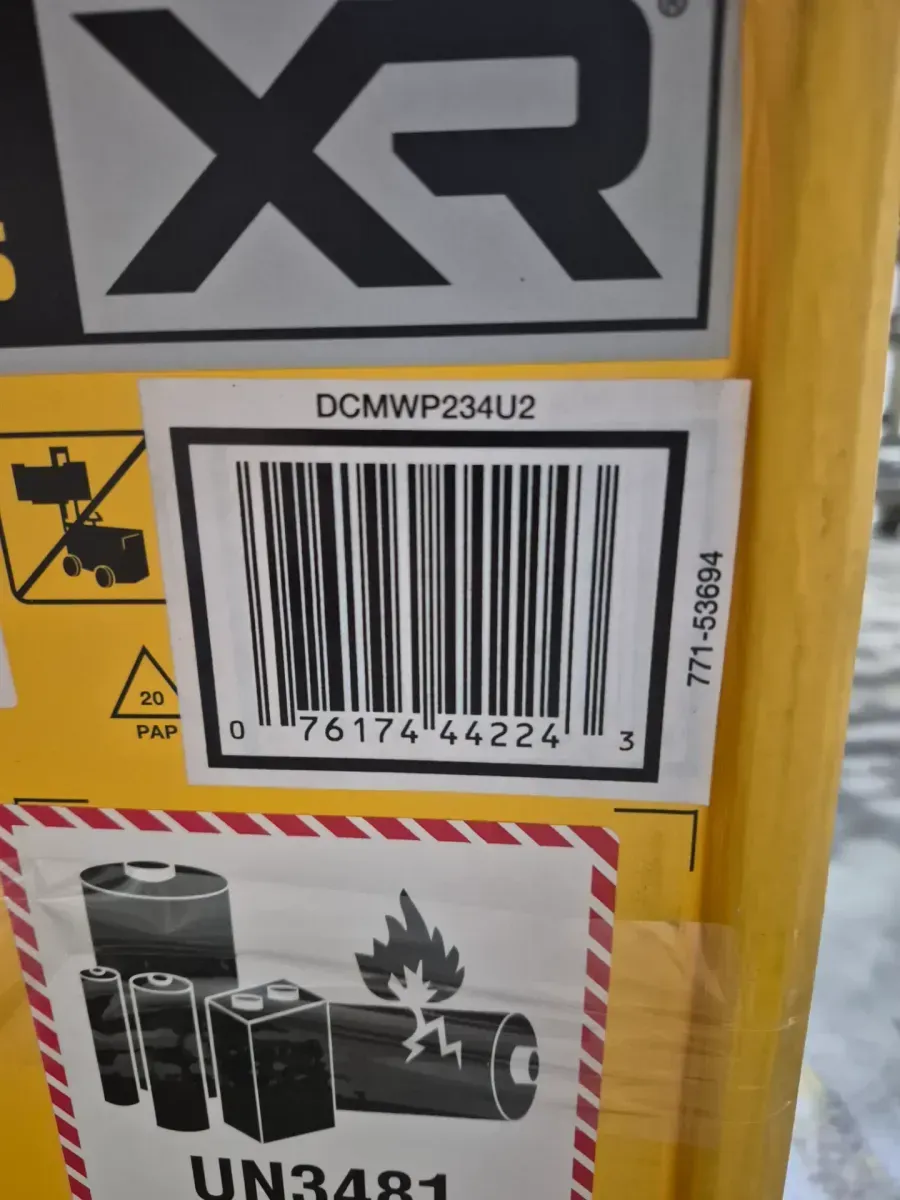 XR®
DCMWP234U2
771-53694
0 76174 44224 3
20
PAP
UN3481